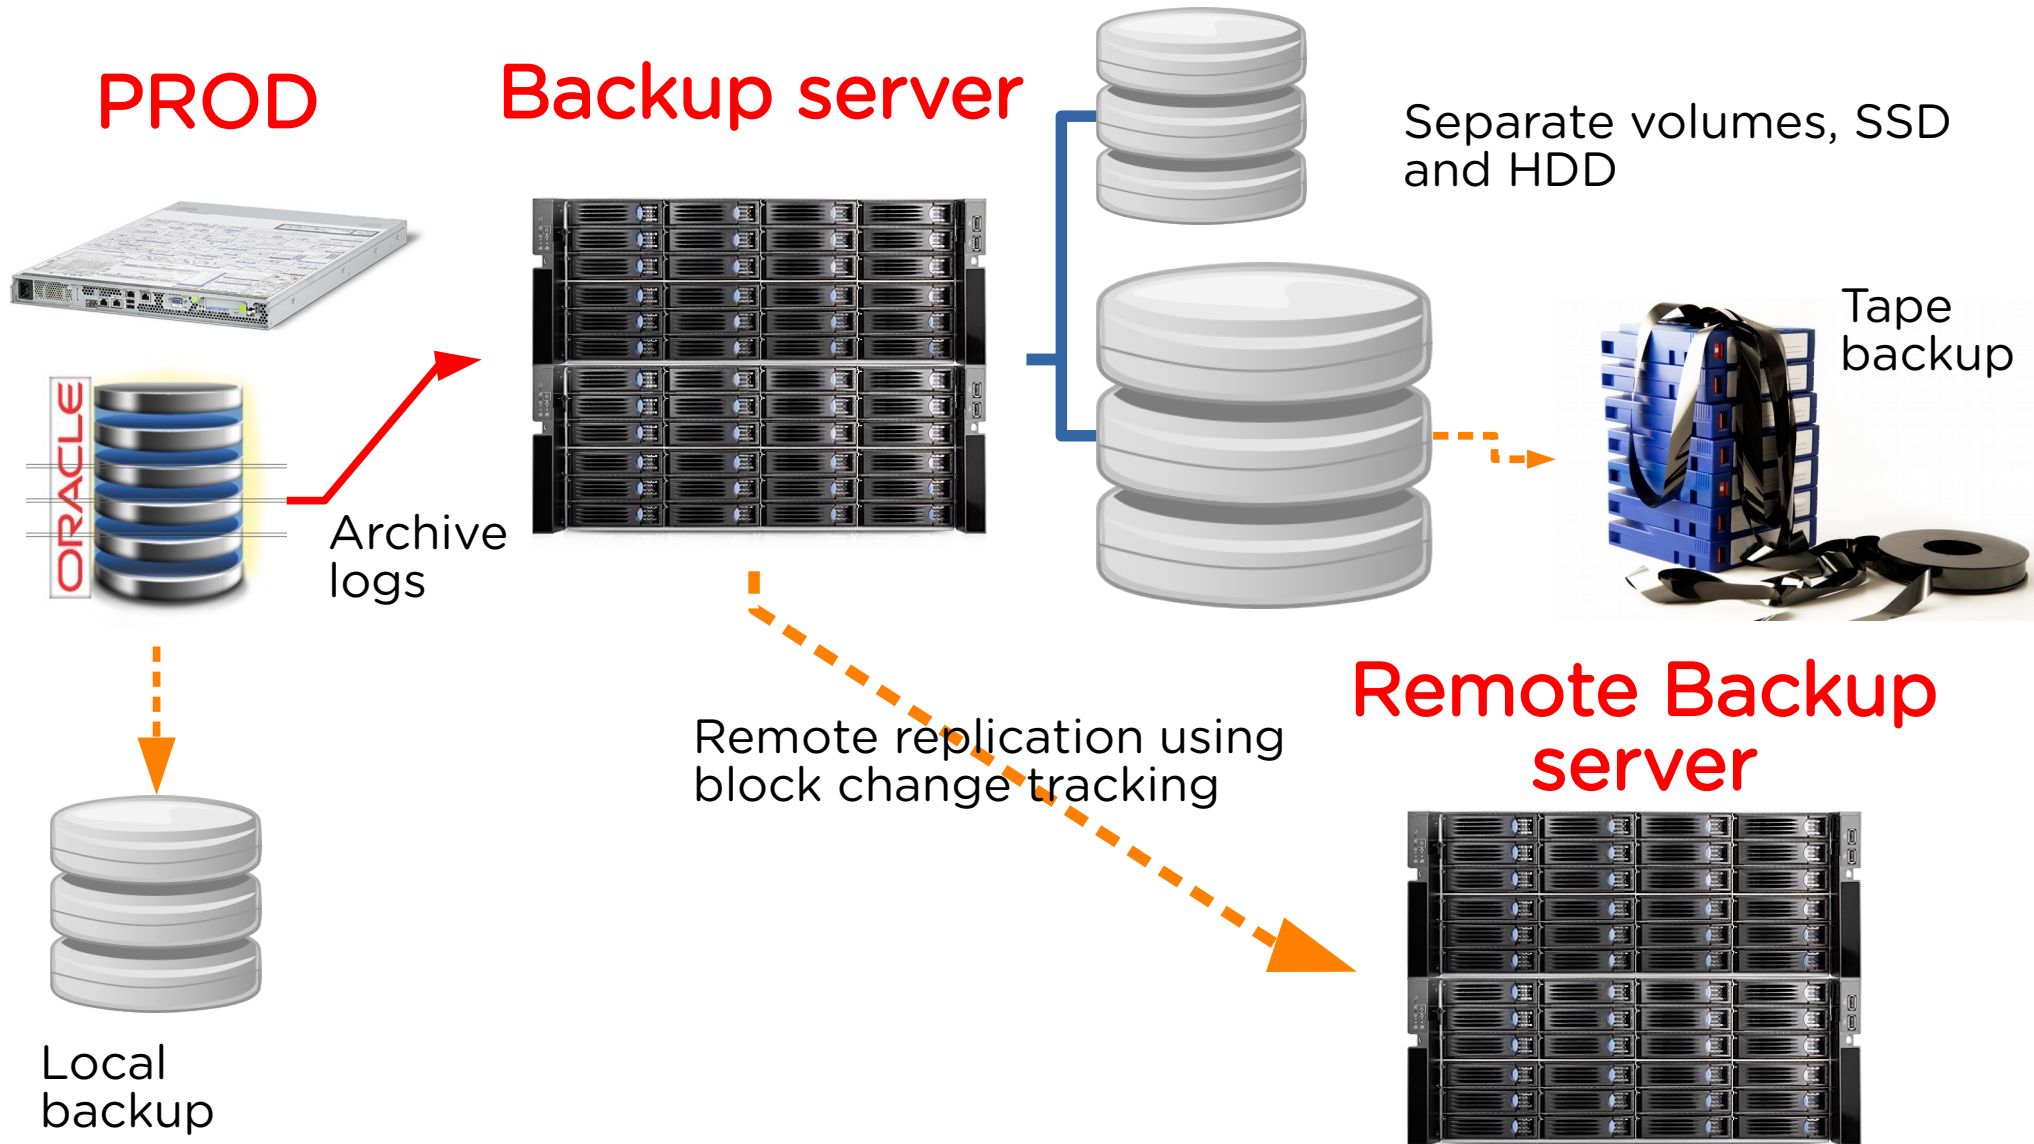 PROD
Backup server
Separate volumes, SSD
and HDD
ORACLE
Archive
logs
Tape
backup
Remote replication using
block change tracking
Remote Backup
server
Local
backup